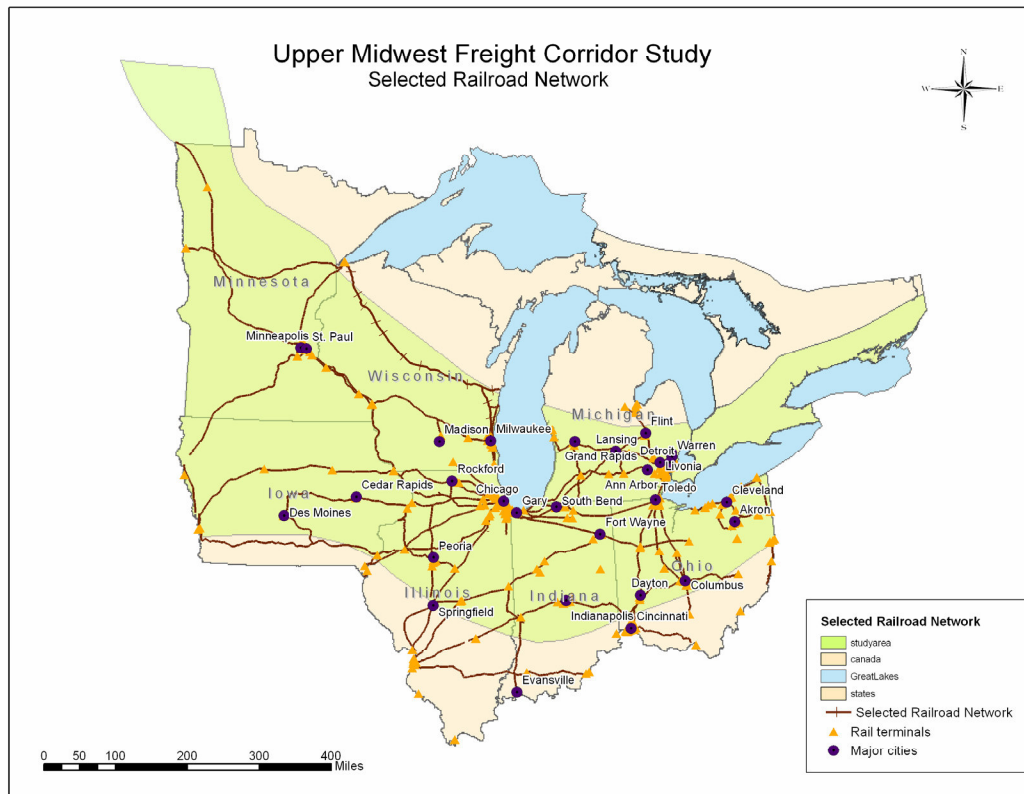 Upper Midwest Freight Corridor Study
Selected Railroad Network
N
W
E
S
Minnesota
Minneapolis St. Paul
Wisconsin
Michigan
Flint
Madison
Milwaukee
Lansing
Warren
Grand Rapids
Detroit
Livonia
Rockford
Ann Arbor
Toledo
Iowa
Cedar Rapids
Chicago
Gary
South Bend
Cleveland
Des Moines
Akron
Fort Wayne
Peoria
Ohio
Illinois
Indiana
Dayton
Columbus
Springfield
Indianapolis
Cincinnati
Evansville
Selected Railroad Network
studyarea
canada
GreatLakes
states
Selected Railroad Network
Rail terminals
Major cities
0 50 100 200 300 400
Miles